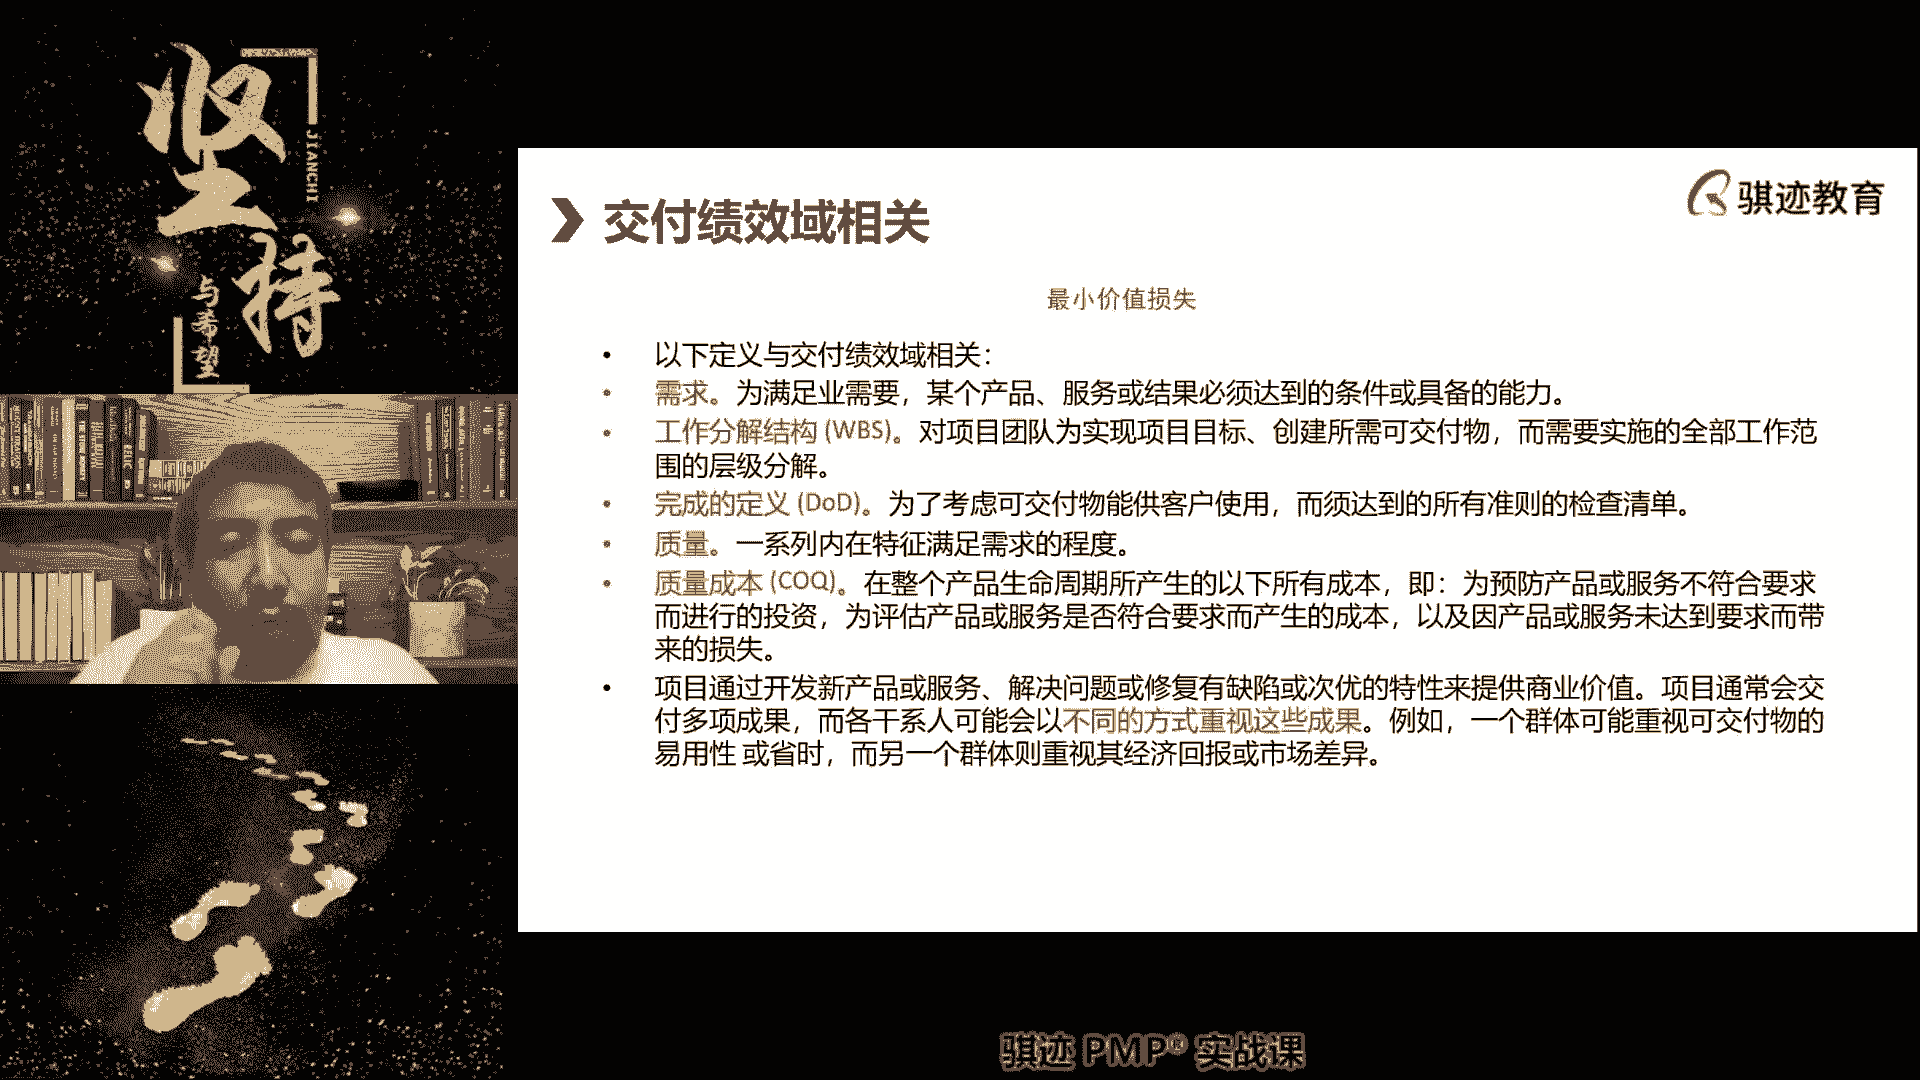 坚持
JIANCHI
与希望
骐迹教育
交付绩效域相关
最小价值损失
• 以下定义与交付绩效域相关：
• 需求。为满足业需要，某个产品、服务或结果必须达到的条件或具备的能力。
• 工作分解结构 (WBS)。对项目团队为实现项目目标、创建所需可交付物，而需要实施的全部工作范
围的层级分解。
• 完成的定义 (DoD)。为了考虑可交付物能供客户使用，而须达到的所有准则的检查清单。
• 质量。一系列内在特征满足需求的程度。
• 质量成本 (COQ)。在整个产品生命周期所产生的以下所有成本，即：为预防产品或服务不符合要求
而进行的投资，为评估产品或服务是否符合要求而产生的成本，以及因产品或服务未达到要求而带
来的损失。
• 项目通过开发新产品或服务、解决问题或修复有缺陷或次优的特性来提供商业价值。项目通常会交
付多项成果，而各干系人可能会以不同的方式重视这些成果。例如，一个群体可能重视可交付物的
易用性 或省时，而另一个群体则重视其经济回报或市场差异。
骐迹 PMP® 实战课